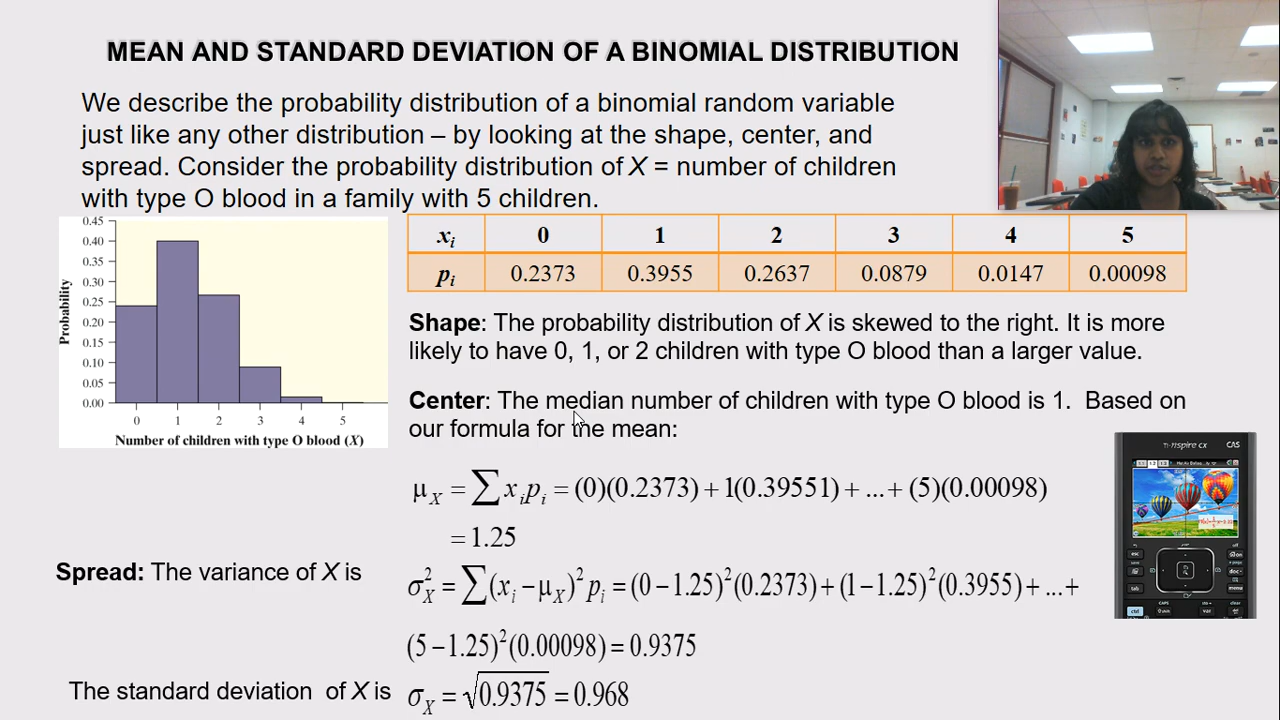 MEAN AND STANDARD DEVIATION OF A BINOMIAL DISTRIBUTION
We describe the probability distribution of a binomial random variable
just like any other distribution – by looking at the shape, center, and
spread. Consider the probability distribution of X = number of children
with type O blood in a family with 5 children.
0.45
0.40
0.35
0.30
0.25
0.20
0.15
0.10
0.05
0.00
Probability
0 1 2 3 4 5
Number of children with type O blood (X)
xᵢ 0 1 2 3 4 5
pᵢ 0.2373 0.3955 0.2637 0.0879 0.0147 0.00098
Shape: The probability distribution of X is skewed to the right. It is more
likely to have 0, 1, or 2 children with type O blood than a larger value.
Center: The median number of children with type O blood is 1. Based on
our formula for the mean:
μ_X = ∑ xᵢpᵢ = (0)(0.2373) + 1(0.39551) + ... + (5)(0.00098)
= 1.25
Spread: The variance of X is
σ²_X = ∑(xᵢ − μ_X)² pᵢ = (0 − 1.25)²(0.2373) + (1 − 1.25)²(0.3955) + ... +
(5 − 1.25)²(0.00098) = 0.9375
The standard deviation of X is
σ_X = √0.9375 = 0.968
TI-nspire CX CAS